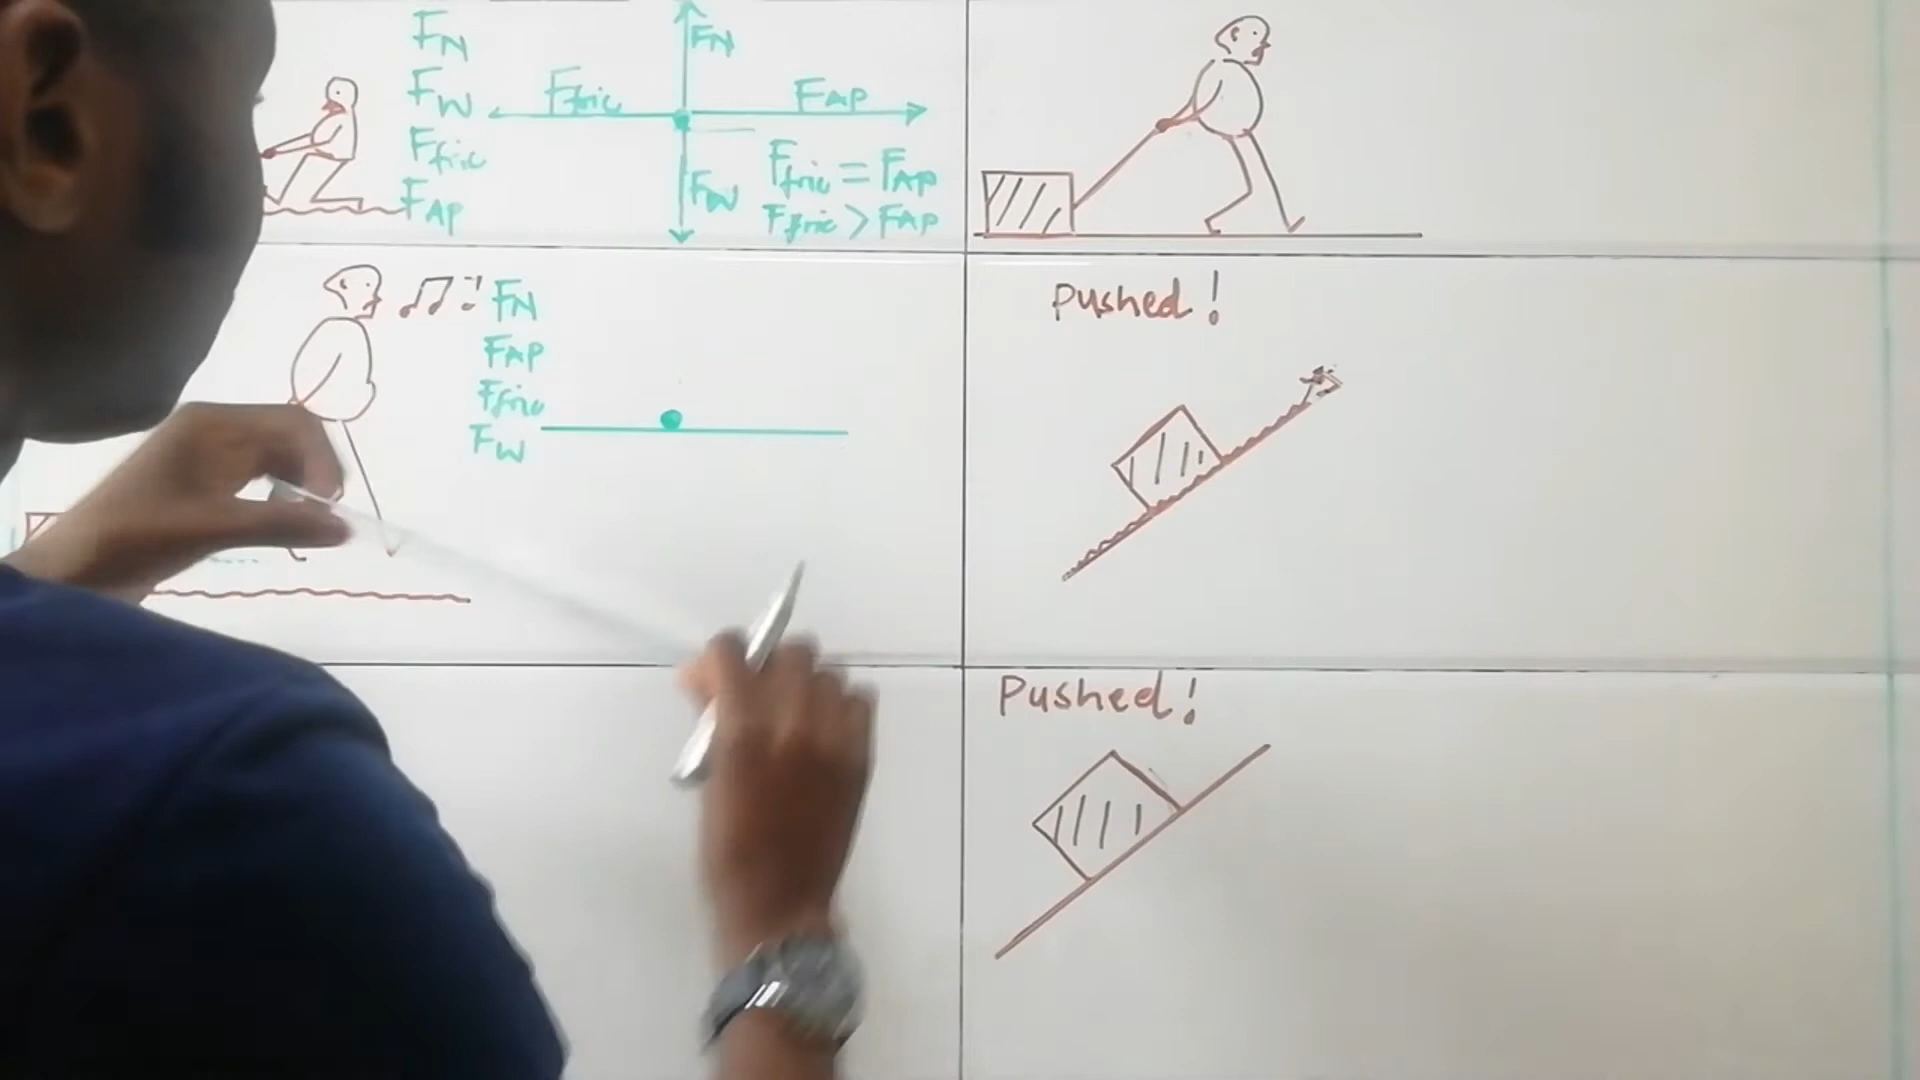 FN
FW
Ffric
FAP
FN
Ffric
FAP
FW
Ffric = FAP
Ffric > FAP
FN
FAP
Ffric
FW
Pushed!
Pushed!